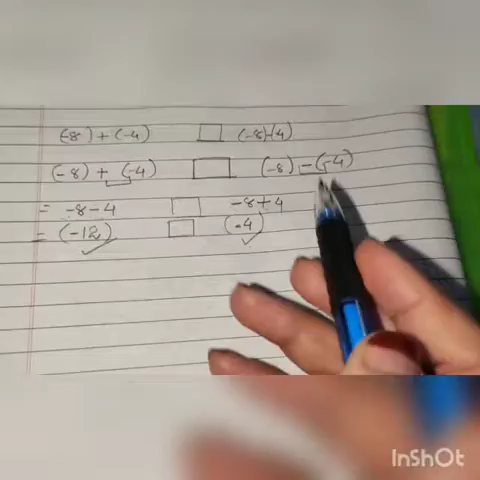 (-8) + (-4) □ (-8)-(4)
(-8) + (-4) □ (-8) - (-4)
= -8-4 □ -8+4
= (-12) □ (-4)
InShOt